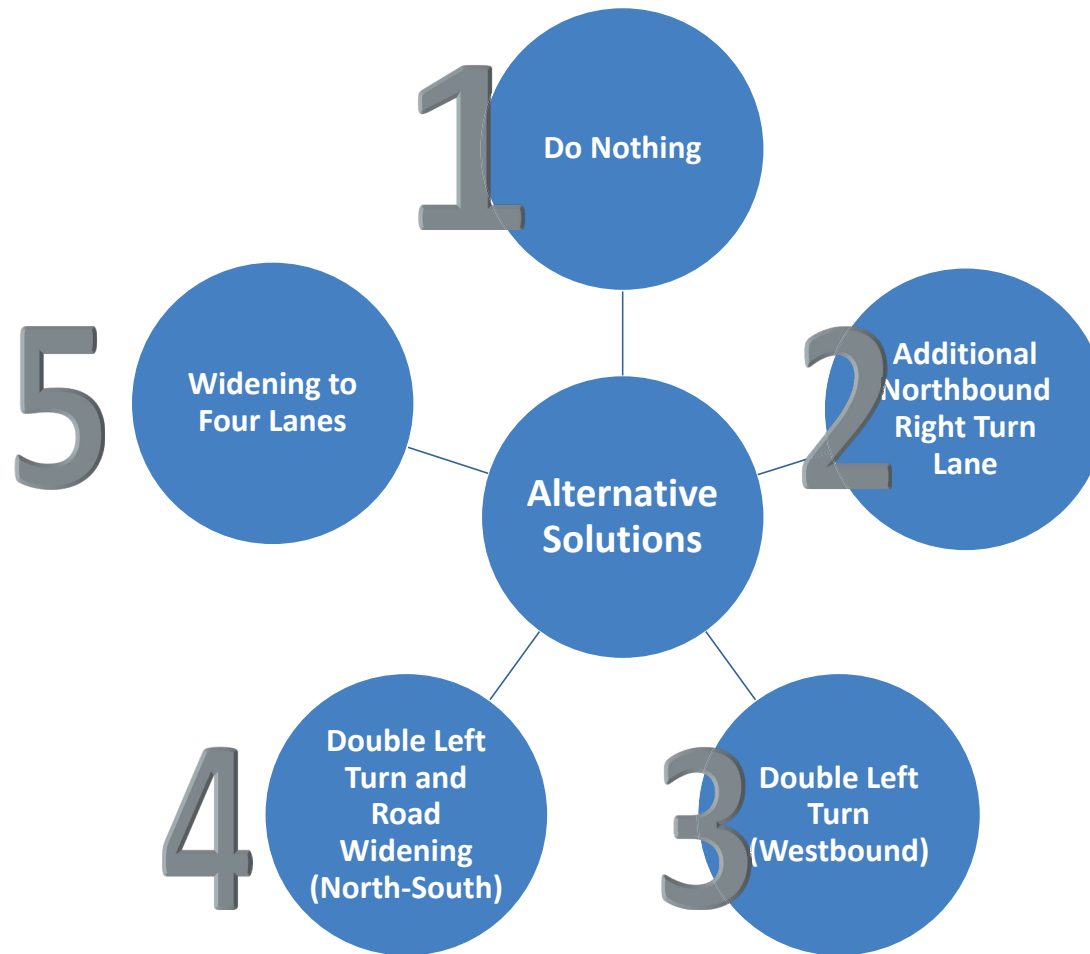 1
Do Nothing
2
Additional
Northbound
Right Turn
Lane
3
Double Left
Turn
(Westbound)
4
Double Left
Turn and
Road
Widening
(North-South)
5
Widening to
Four Lanes
Alternative
Solutions